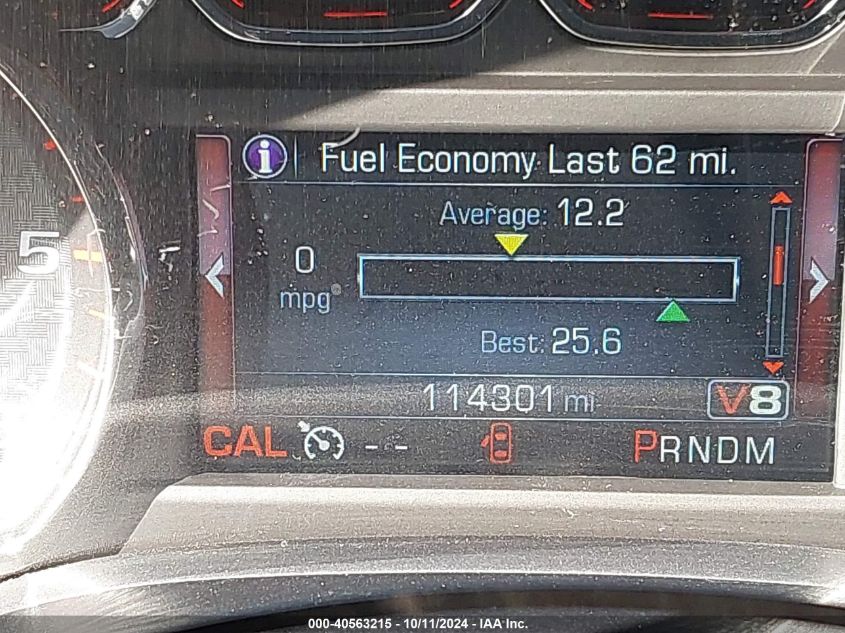 Fuel Economy Last 62 mi.
Average: 12.2
5
0
mpg
Best: 25.6
114301 mi
V8
CAL
--
PRNDM
000-40563215 - 10/11/2024 - IAA Inc.